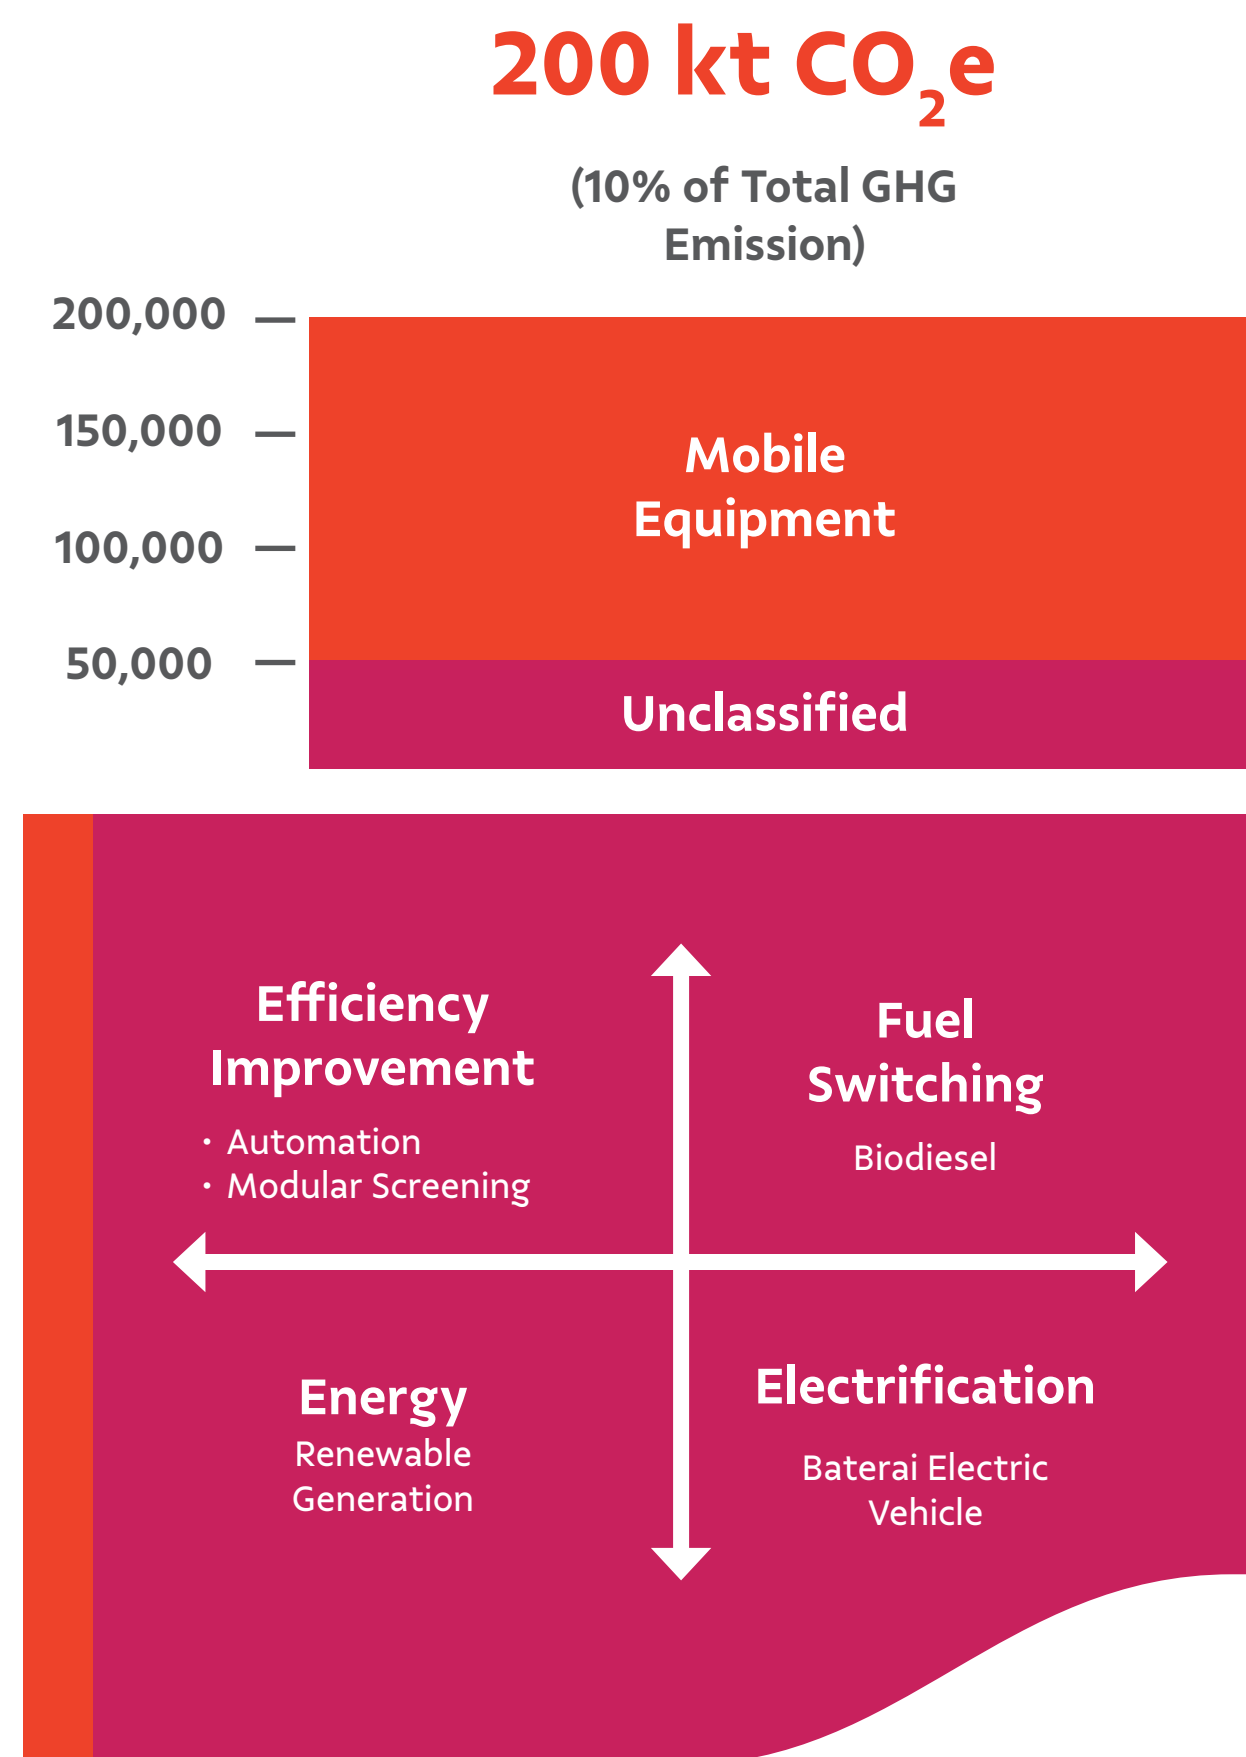 200 kt CO₂e
(10% of Total GHG
Emission)
200,000
150,000
100,000
50,000
Mobile
Equipment
Unclassified
Efficiency
Improvement
• Automation
• Modular Screening
Fuel
Switching
Biodiesel
Energy
Renewable
Generation
Electrification
Baterai Electric
Vehicle